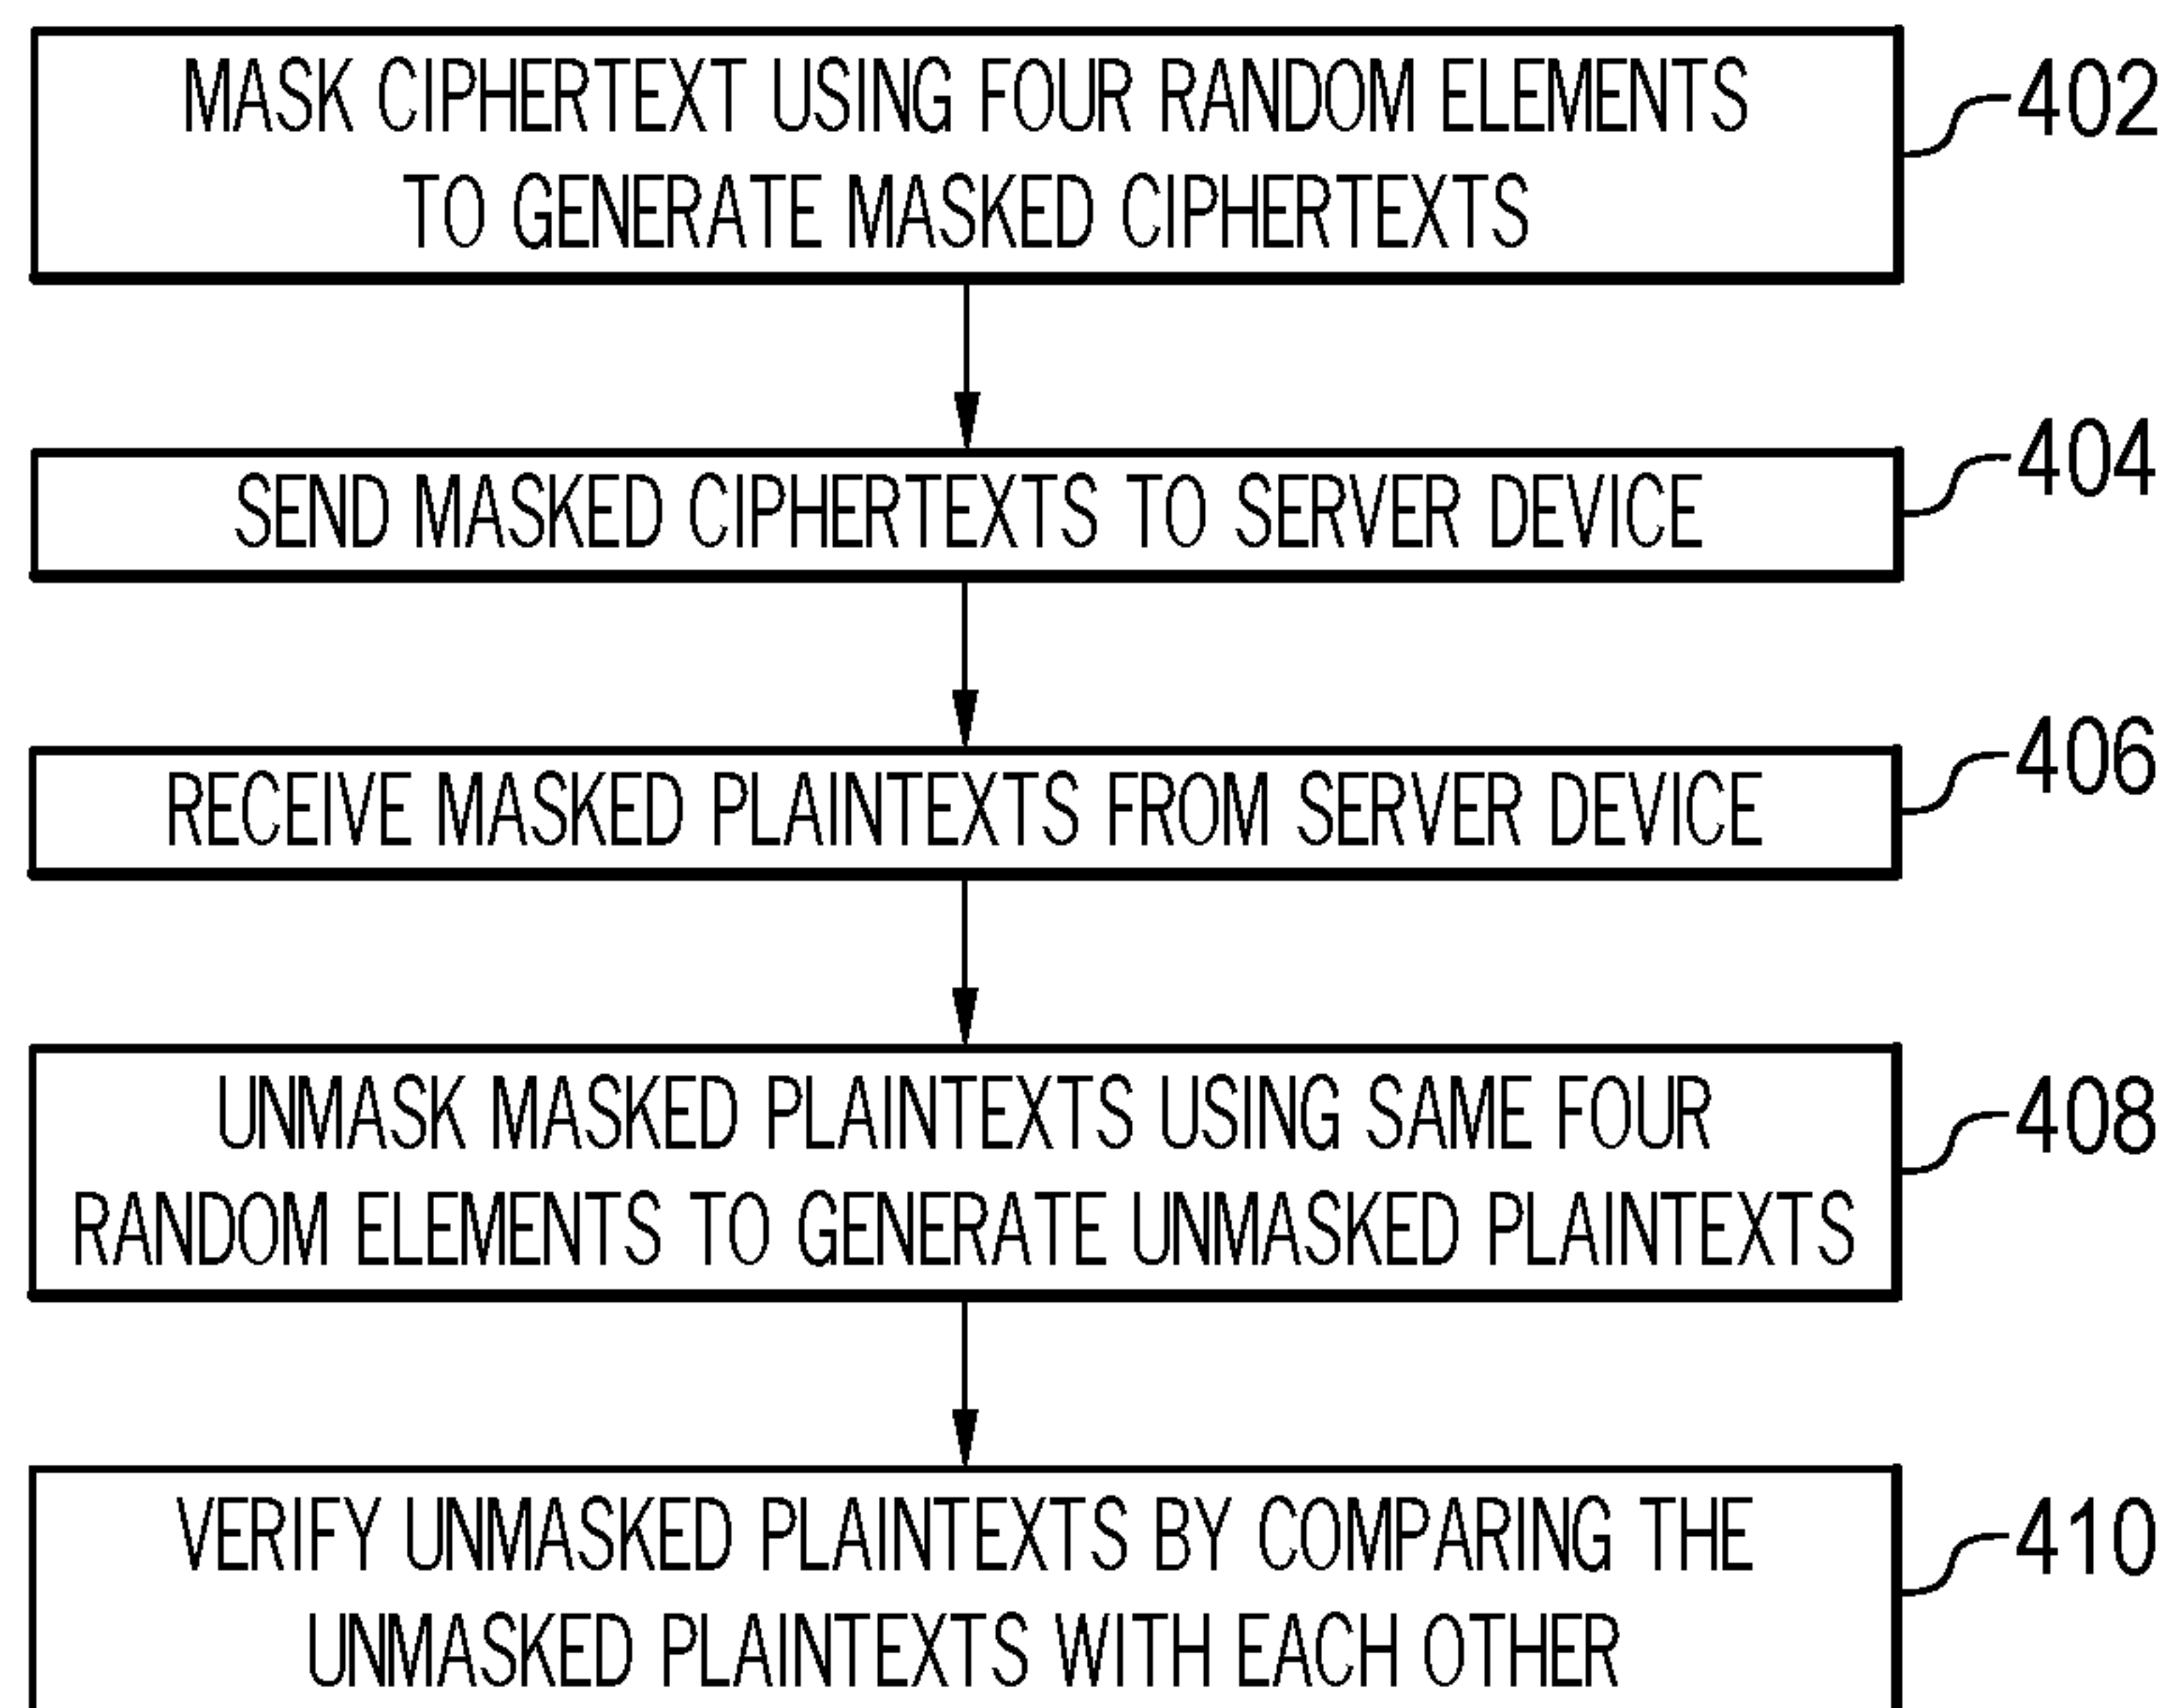 MASK CIPHERTEXT USING FOUR RANDOM ELEMENTS
TO GENERATE MASKED CIPHERTEXTS
402
SEND MASKED CIPHERTEXTS TO SERVER DEVICE
404
RECEIVE MASKED PLAINTEXTS FROM SERVER DEVICE
406
UNMASK MASKED PLAINTEXTS USING SAME FOUR
RANDOM ELEMENTS TO GENERATE UNMASKED PLAINTEXTS
408
VERIFY UNMASKED PLAINTEXTS BY COMPARING THE
UNMASKED PLAINTEXTS WITH EACH OTHER
410